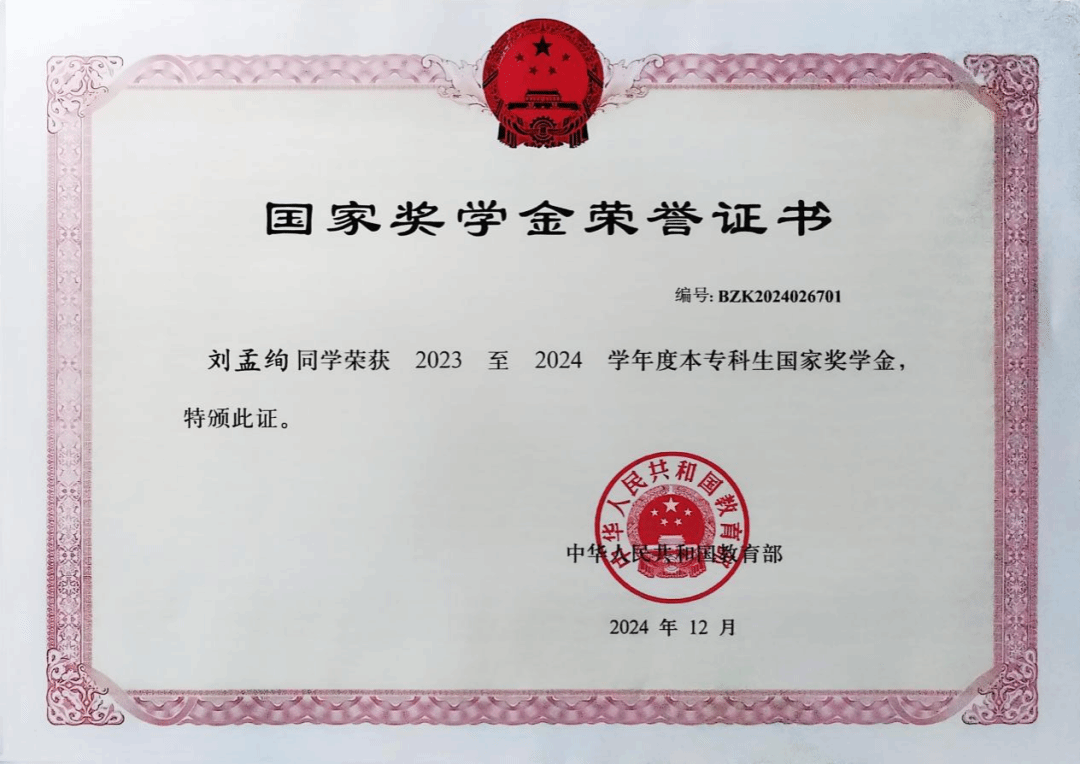 国家奖学金荣誉证书
编号: BZK2024026701
刘孟绚同学荣获 2023 至 2024 学年度本专科生国家奖学金，
特颁此证。
中华人民共和国教育部
中华人民共和国教育部
2024 年 12 月